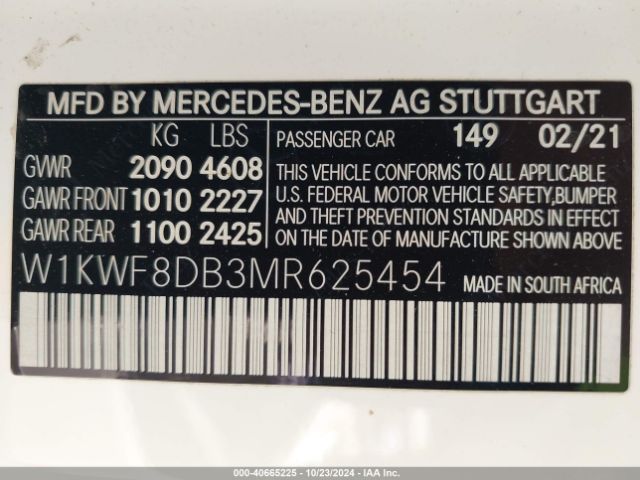 MFD BY MERCEDES-BENZ AG STUTTGART
KG LBS
GWWR 2090 4608
GAWR FRONT 1010 2227
GAWR REAR 1100 2425
PASSENGER CAR 149 02/21
THIS VEHICLE CONFORMS TO ALL APPLICABLE
U.S. FEDERAL MOTOR VEHICLE SAFETY,BUMPER
AND THEFT PREVENTION STANDARDS IN EFFECT
ON THE DATE OF MANUFACTURE SHOWN ABOVE
W1KWF8DB3MR625454 MADE IN SOUTH AFRICA
000-40665225 - 10/23/2024 - IAAI.com